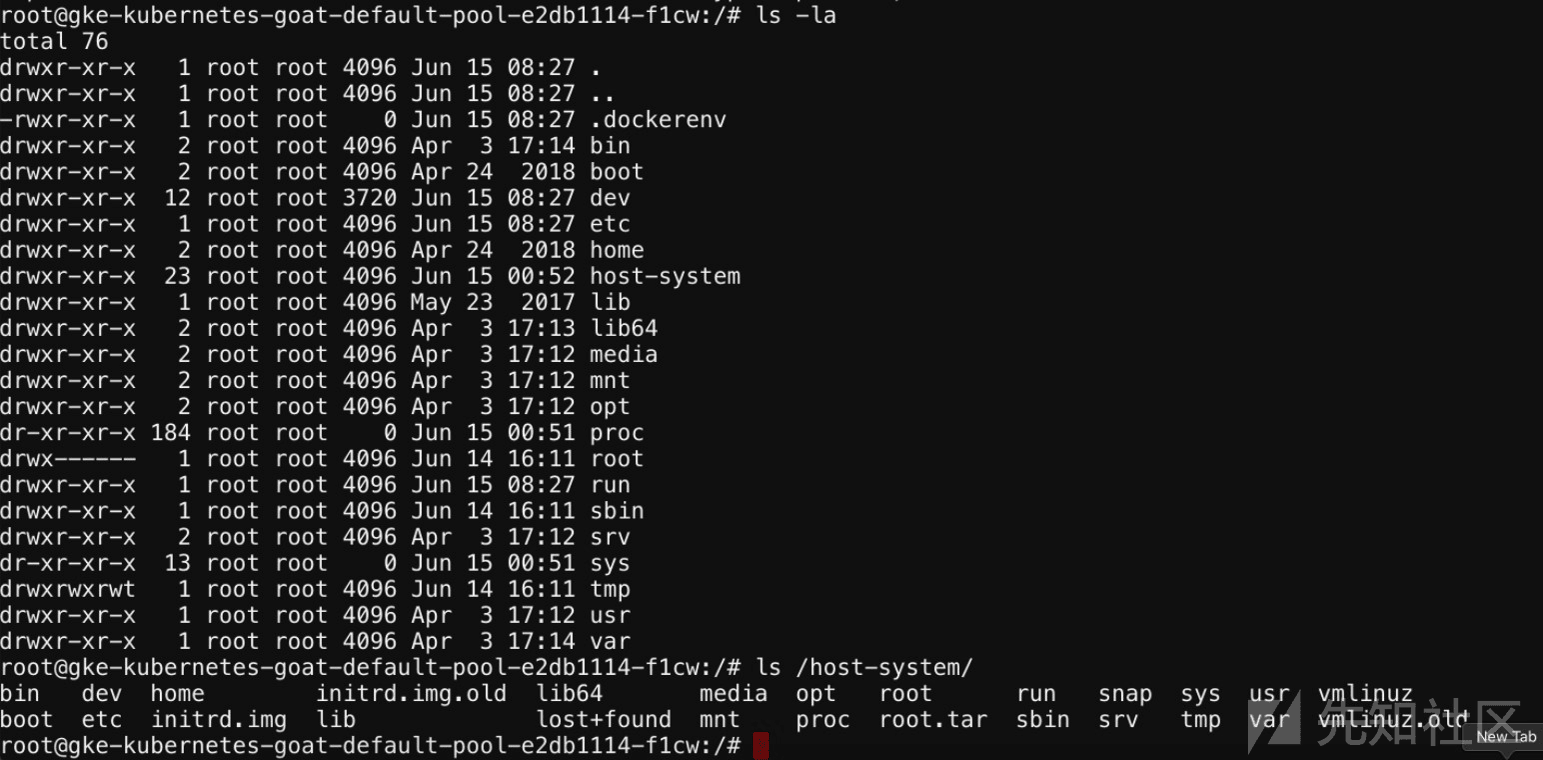 root@gke-kubernetes-goat-default-pool-e2db1114-f1cw:/# ls -la
total 76
drwxr-xr-x   1 root root 4096 Jun 15 08:27 .
drwxr-xr-x   1 root root 4096 Jun 15 08:27 ..
-rwxr-xr-x   1 root root    0 Jun 15 08:27 .dockerenv
drwxr-xr-x   2 root root 4096 Apr  3 17:14 bin
drwxr-xr-x   2 root root 4096 Apr 24  2018 boot
drwxr-xr-x  12 root root 3720 Jun 15 08:27 dev
drwxr-xr-x   1 root root 4096 Jun 15 08:27 etc
drwxr-xr-x   2 root root 4096 Apr 24  2018 home
drwxr-xr-x  23 root root 4096 Jun 15 00:52 host-system
drwxr-xr-x   1 root root 4096 May 23  2017 lib
drwxr-xr-x   2 root root 4096 Apr  3 17:13 lib64
drwxr-xr-x   2 root root 4096 Apr  3 17:12 media
drwxr-xr-x   2 root root 4096 Apr  3 17:12 mnt
drwxr-xr-x   2 root root 4096 Apr  3 17:12 opt
dr-xr-xr-x 184 root root    0 Jun 15 00:51 proc
drwx------   1 root root 4096 Jun 14 16:11 root
drwxr-xr-x   1 root root 4096 Jun 15 08:27 run
drwxr-xr-x   1 root root 4096 Jun 14 16:11 sbin
drwxr-xr-x   2 root root 4096 Apr  3 17:12 srv
dr-xr-xr-x  13 root root    0 Jun 15 00:51 sys
drwxrwxrwt   1 root root 4096 Jun 14 16:11 tmp
drwxr-xr-x   1 root root 4096 Apr  3 17:12 usr
drwxr-xr-x   1 root root 4096 Apr  3 17:14 var
root@gke-kubernetes-goat-default-pool-e2db1114-f1cw:/# ls /host-system/
bin   dev  home        initrd.img.old  lib64       media  opt   root      run   snap  sys  usr  vmlinuz
boot  etc  initrd.img  lib             lost+found  mnt    proc  root.tar  sbin  srv   tmp  var  vmlinuz.old
root@gke-kubernetes-goat-default-pool-e2db1114-f1cw:/#
先知社区
New Tab